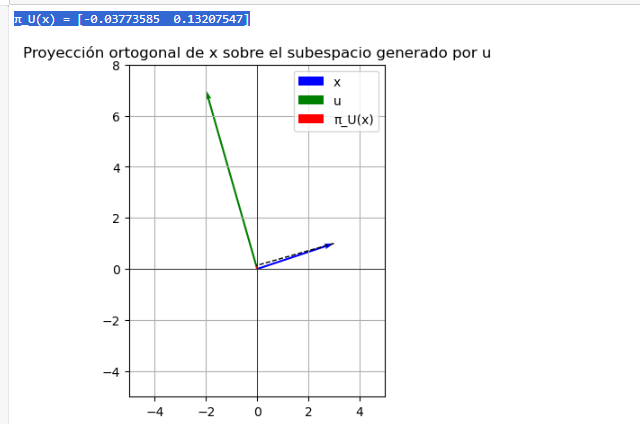 π_U(x) = [-0.03773585  0.13207547]
Proyección ortogonal de x sobre el subespacio generado por u
x
u
π_U(x)
8
6
4
2
0
−2
−4
−4 −2 0 2 4